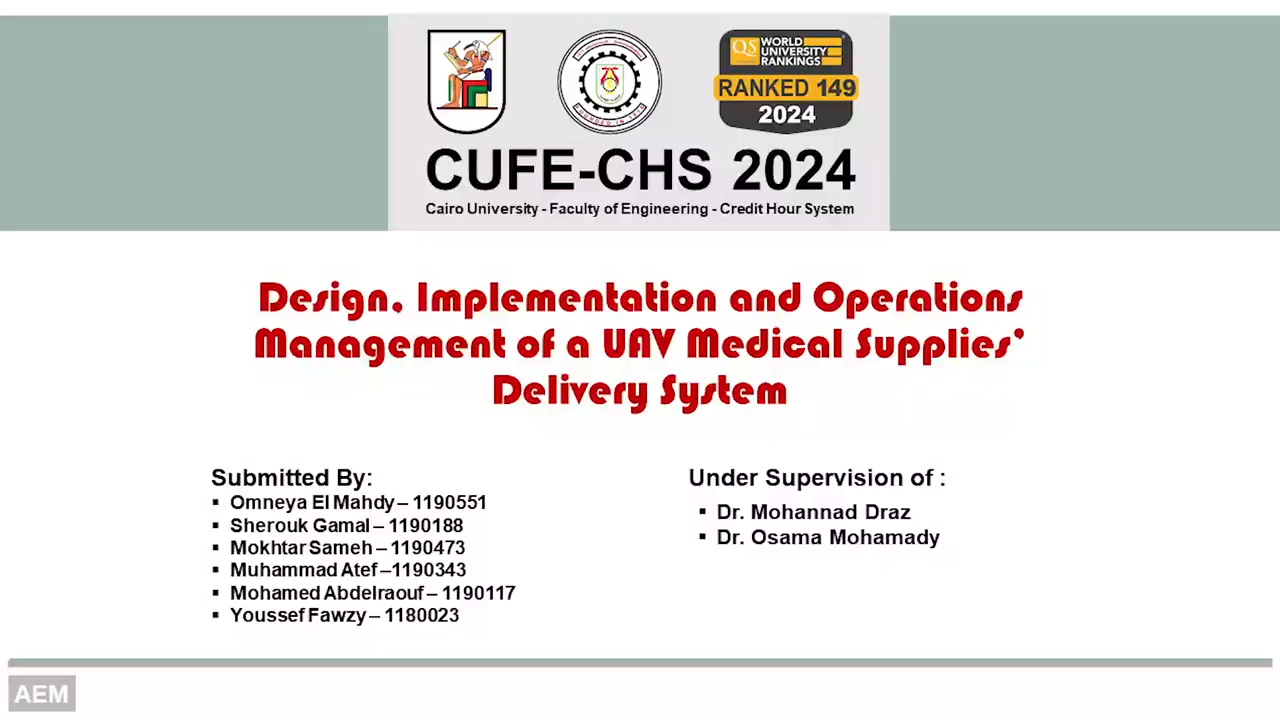 QS WORLD
UNIVERSITY
RANKINGS
RANKED 149
2024
CUFE-CHS 2024
Cairo University - Faculty of Engineering - Credit Hour System
Design, Implementation and Operations
Management of a UAV Medical Supplies'
Delivery System
Submitted By:
▪ Omneya El Mahdy – 1190551
▪ Sherouk Gamal – 1190188
▪ Mokhtar Sameh – 1190473
▪ Muhammad Atef –1190343
▪ Mohamed Abdelraouf – 1190117
▪ Youssef Fawzy – 1180023
Under Supervision of :
▪ Dr. Mohannad Draz
▪ Dr. Osama Mohamady
AEM